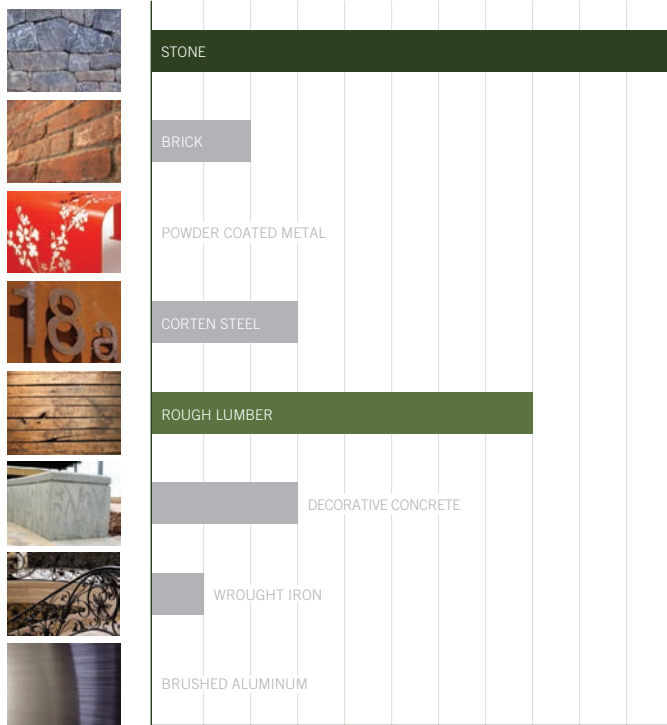 STONE
BRICK
POWDER COATED METAL
18a
CORTEN STEEL
ROUGH LUMBER
DECORATIVE CONCRETE
WROUGHT IRON
BRUSHED ALUMINUM